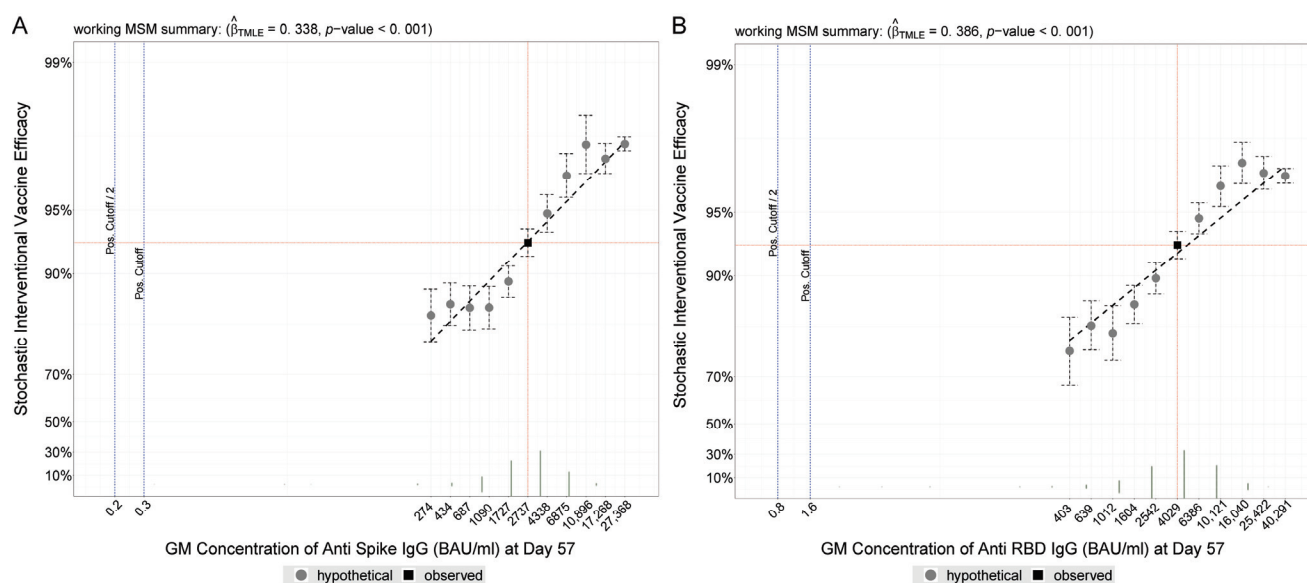 A
working MSM summary: (β̂TMLE = 0. 338, p−value < 0. 001)
Stochastic Interventional Vaccine Efficacy
99%
95%
90%
70%
50%
30%
10%
Pos. Cutoff / 2
Pos. Cutoff
0.2
0.3
274
434
687
1090
1727
2737
4338
6875
10,896
17,268
27,368
GM Concentration of Anti Spike IgG (BAU/ml) at Day 57
hypothetical observed
B
working MSM summary: (β̂TMLE = 0. 386, p−value < 0. 001)
Stochastic Interventional Vaccine Efficacy
99%
95%
90%
70%
50%
30%
10%
Pos. Cutoff / 2
Pos. Cutoff
0.8
1.6
403
639
1012
1604
2542
4029
6386
10,121
16,040
25,422
40,291
GM Concentration of Anti RBD IgG (BAU/ml) at Day 57
hypothetical observed